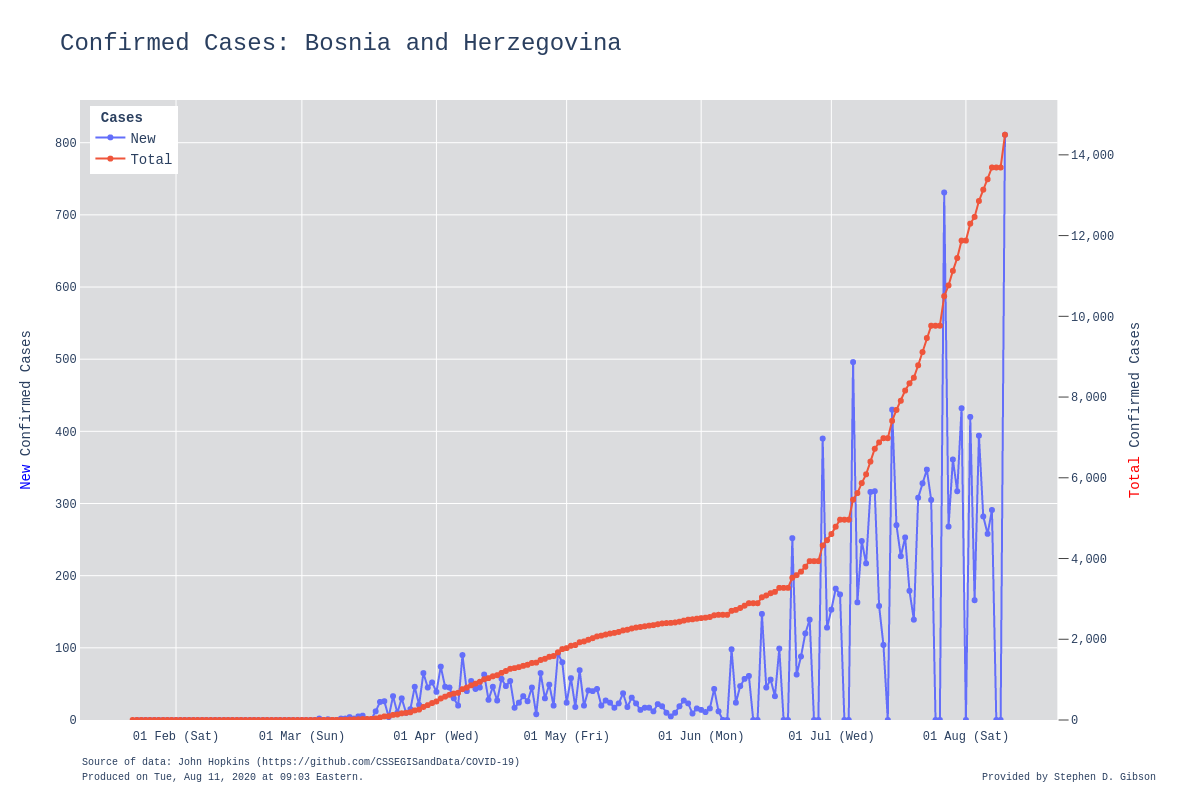 Confirmed Cases: Bosnia and Herzegovina
Cases
New
Total
800
700
600
500
400
300
200
100
0
14,000
12,000
10,000
8,000
6,000
4,000
2,000
0
New Confirmed Cases
Total Confirmed Cases
01 Feb (Sat)
01 Mar (Sun)
01 Apr (Wed)
01 May (Fri)
01 Jun (Mon)
01 Jul (Wed)
01 Aug (Sat)
Source of data: John Hopkins (https://github.com/CSSEGISandData/COVID-19)
Produced on Tue, Aug 11, 2020 at 09:03 Eastern.
Provided by Stephen D. Gibson